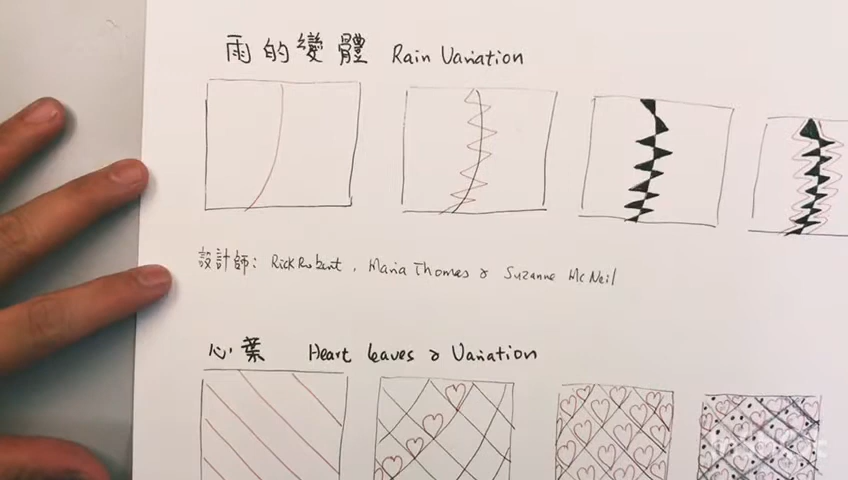 雨的變體 Rain Variation
設計師: Rick Robert, Maria Thomas & Suzanne McNeil
心葉 Heart leaves & Variation